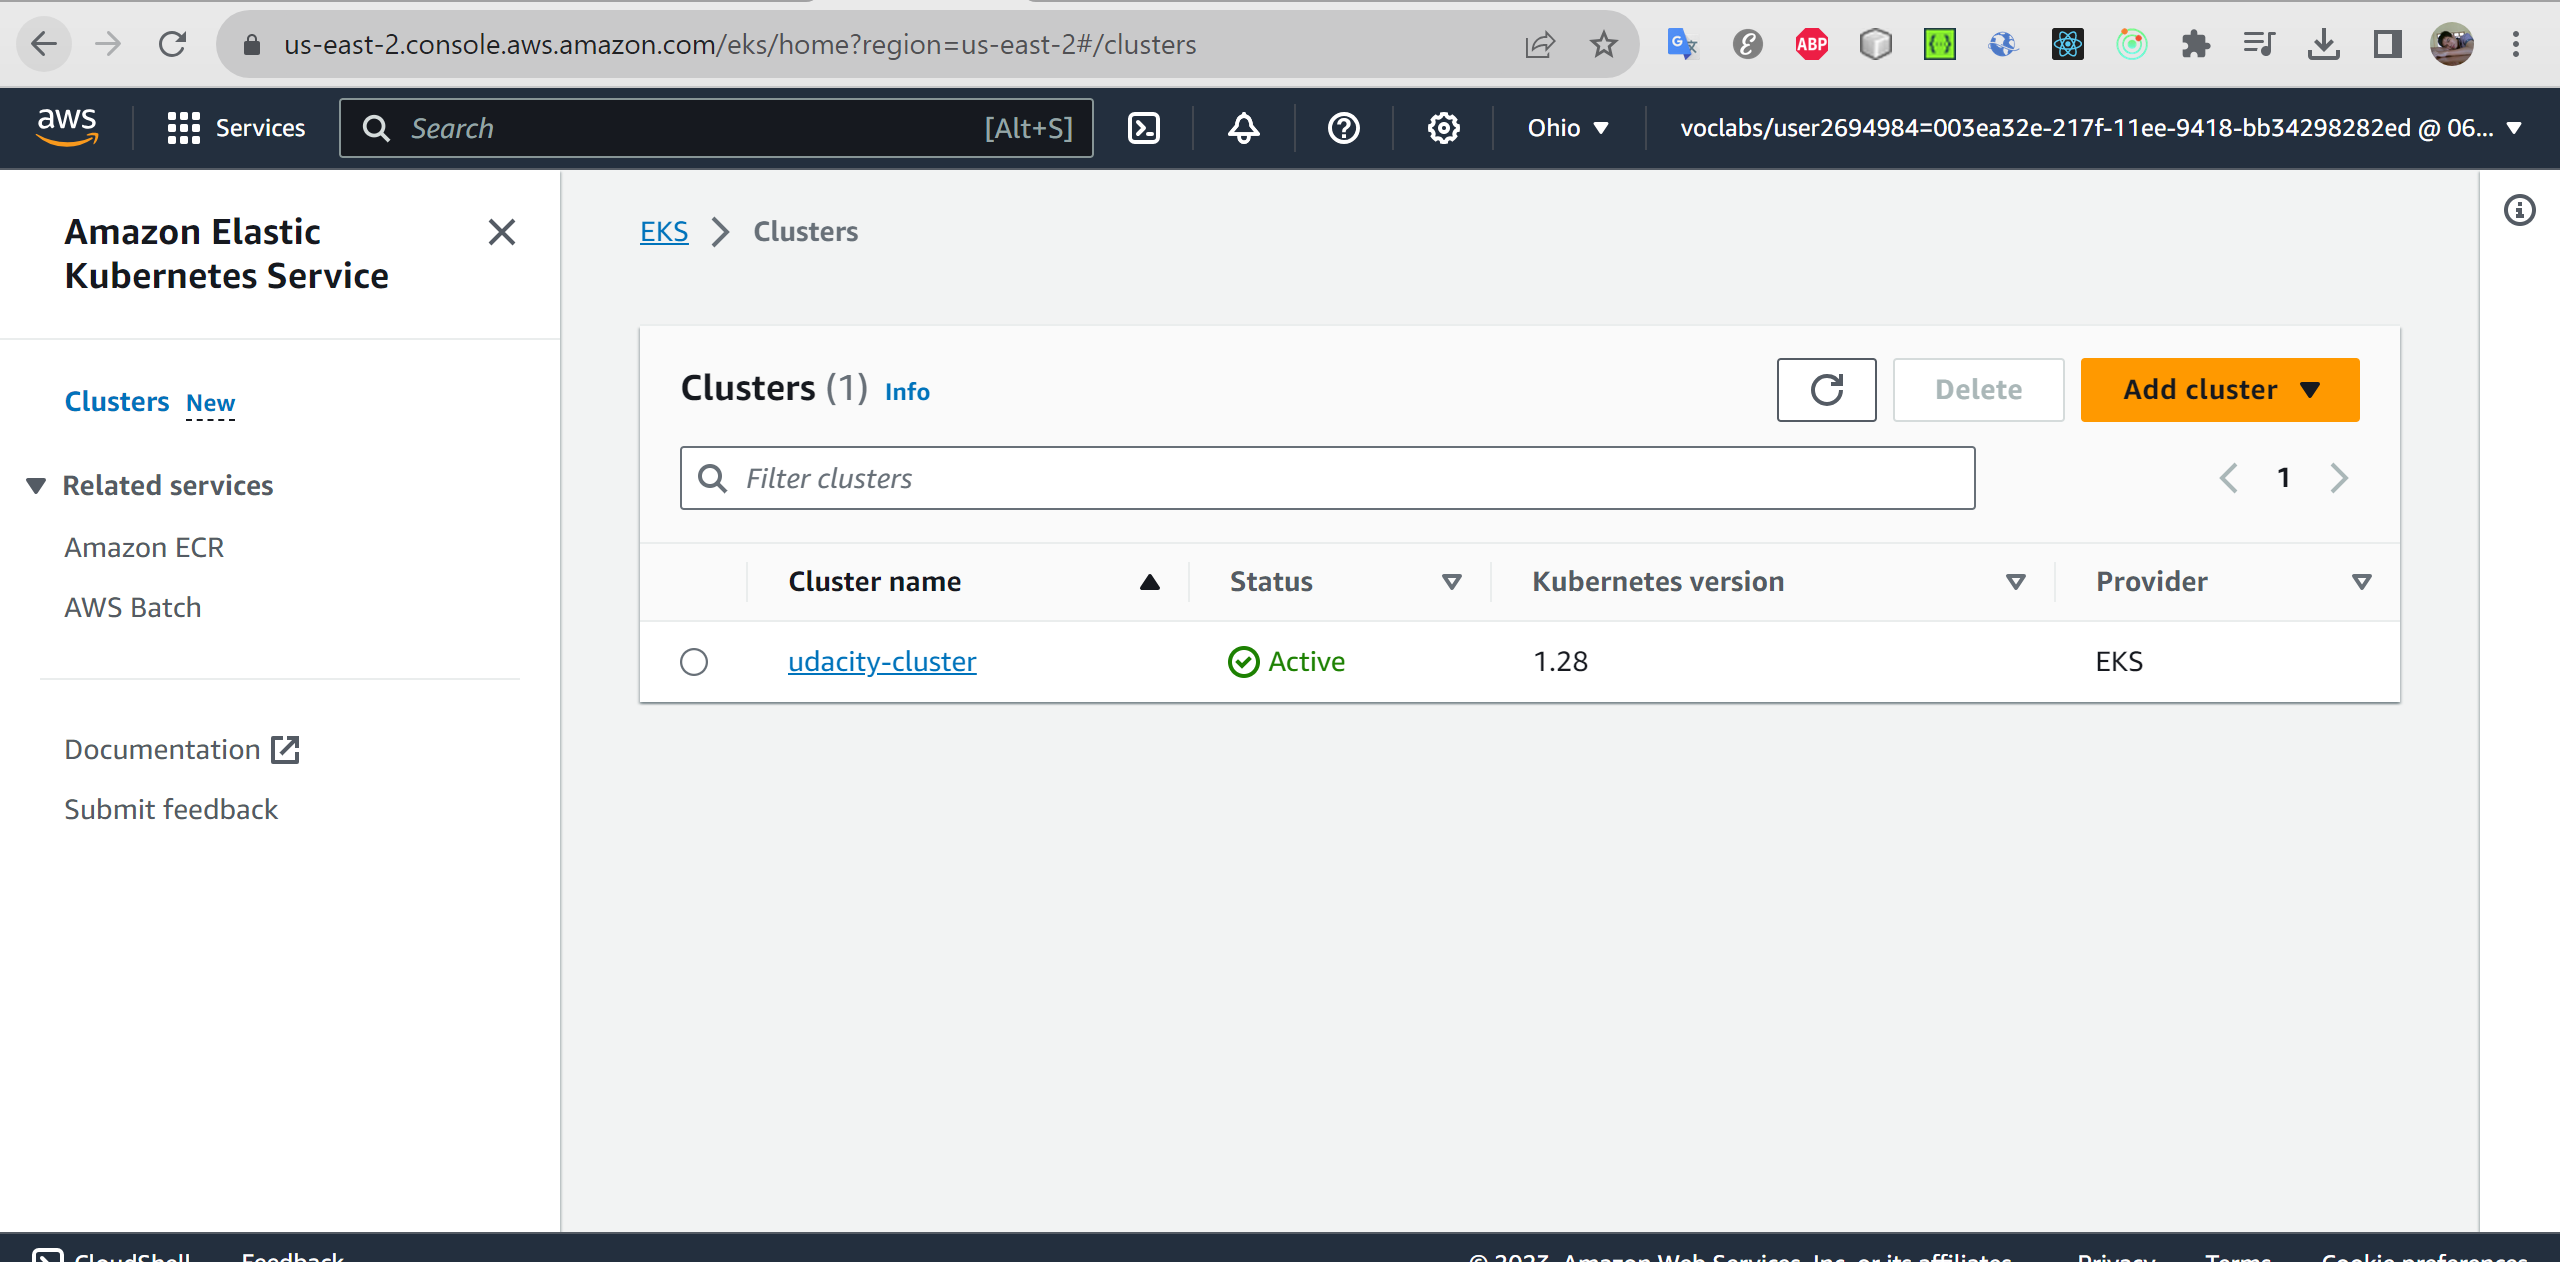 us-east-2.console.aws.amazon.com/eks/home?region=us-east-2#/clusters
ABP
aws
Services
Search
[Alt+S]
Ohio
voclabs/user2694984=003ea32e-217f-11ee-9418-bb34298282ed @ 06...
Amazon Elastic
Kubernetes Service
Clusters New
Related services
Amazon ECR
AWS Batch
Documentation
Submit feedback
EKS
Clusters
Clusters (1) Info
Delete
Add cluster
Filter clusters
1
Cluster name
Status
Kubernetes version
Provider
udacity-cluster
Active
1.28
EKS
CloudShell
Feedback
© 2023, Amazon Web Services, Inc. or its affiliates.
Privacy
Terms
Cookie preferences